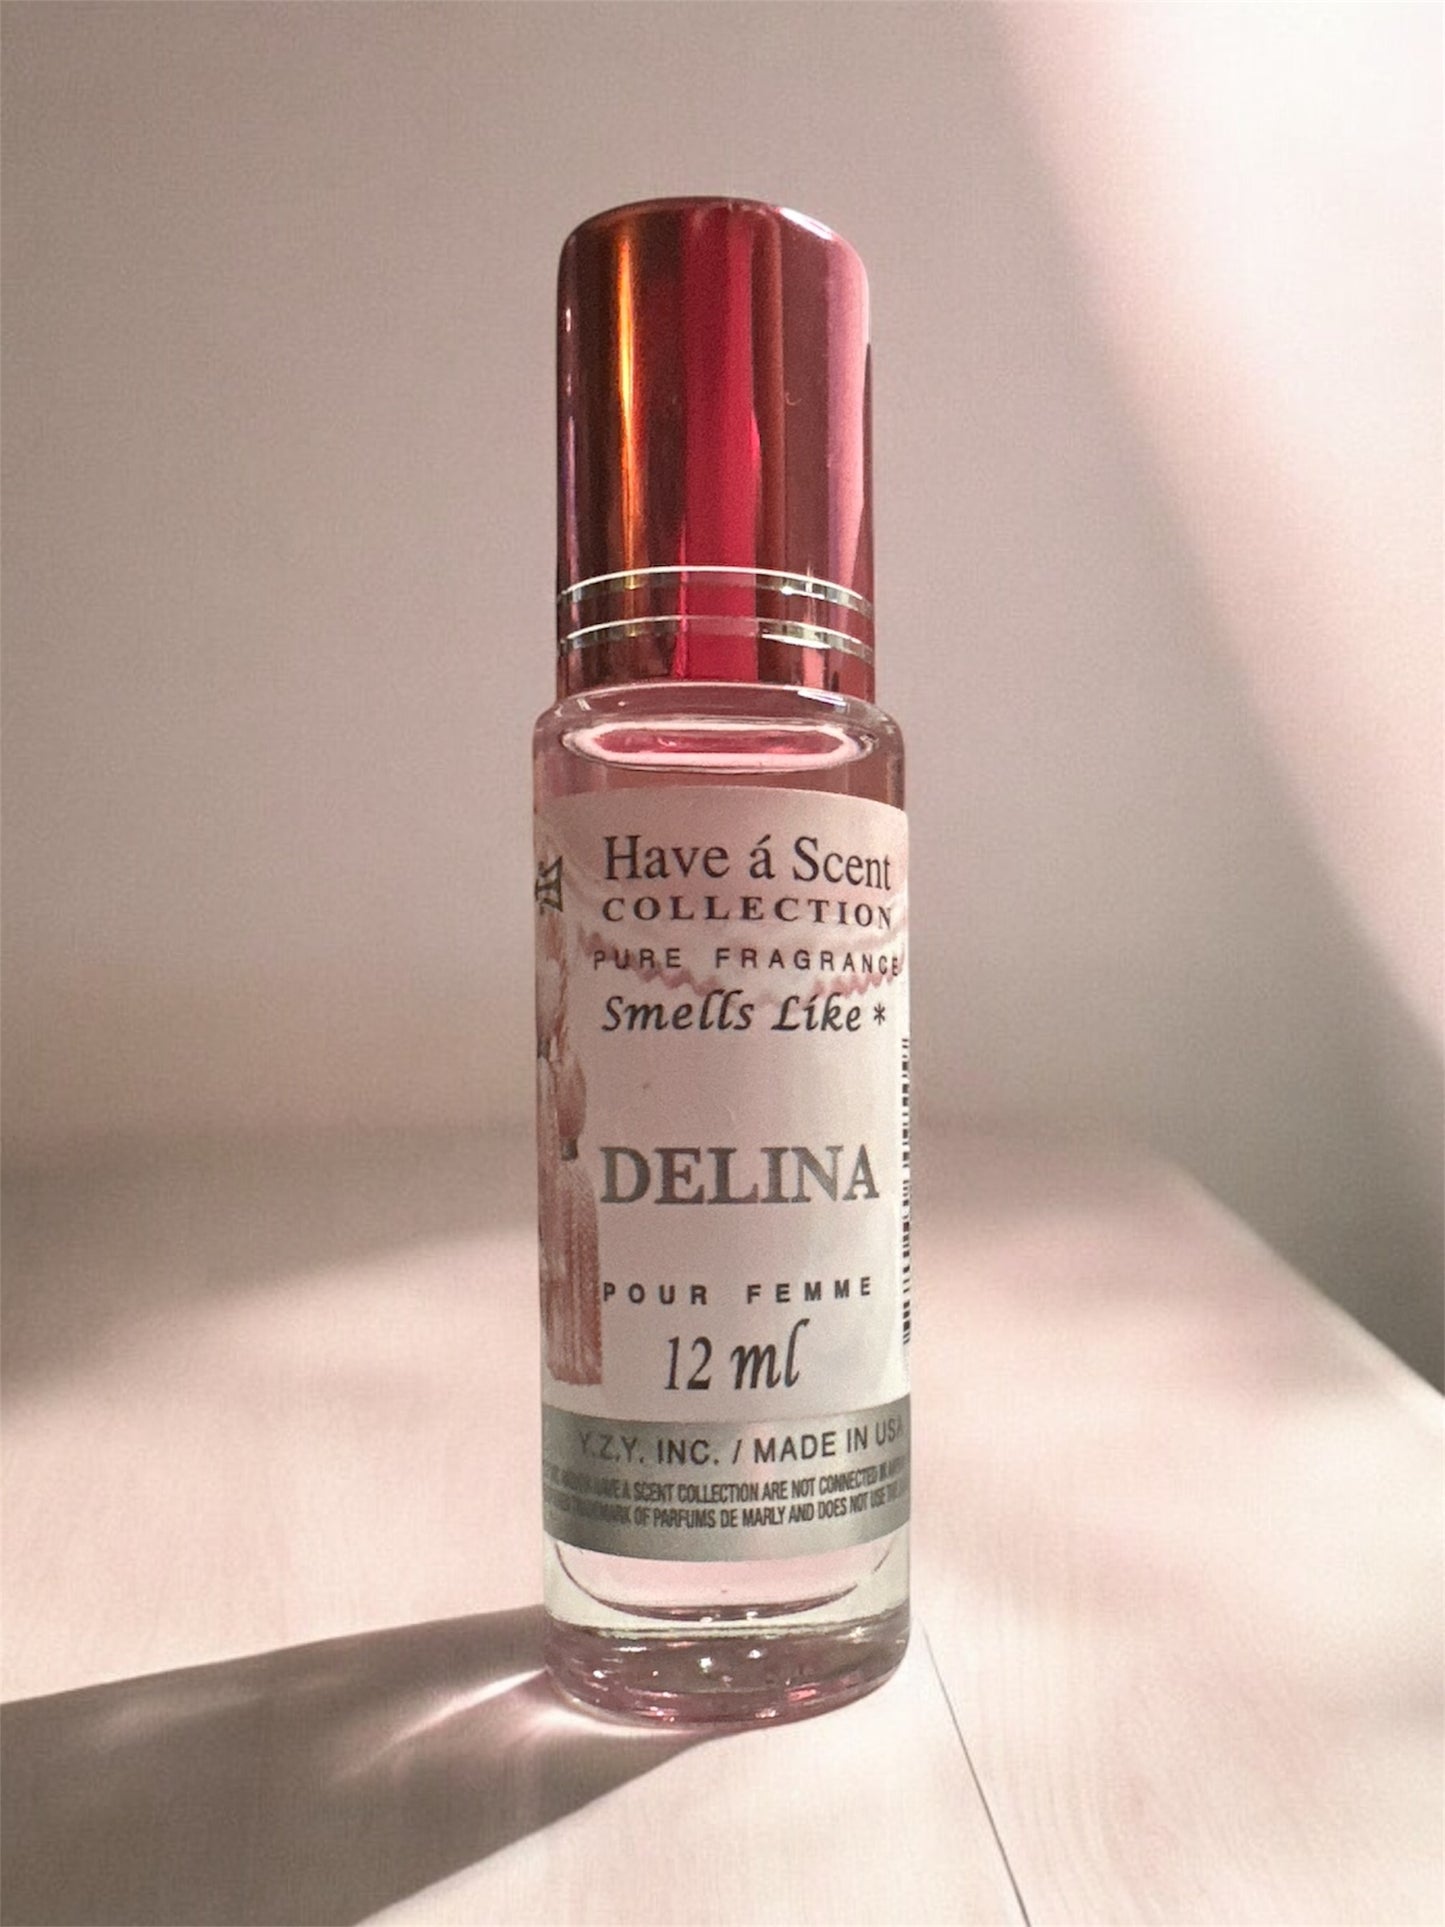 Have á Scent
COLLECTION
PURE FRAGRANCE
Smells Like *
DELINA
POUR FEMME
12 ml
Y.Z.Y. INC. / MADE IN USA
HAVE A SCENT COLLECTION ARE NOT CONNECTED IN
TRADEMARK OF PARFUMS DE MARLY AND DOES NOT USE